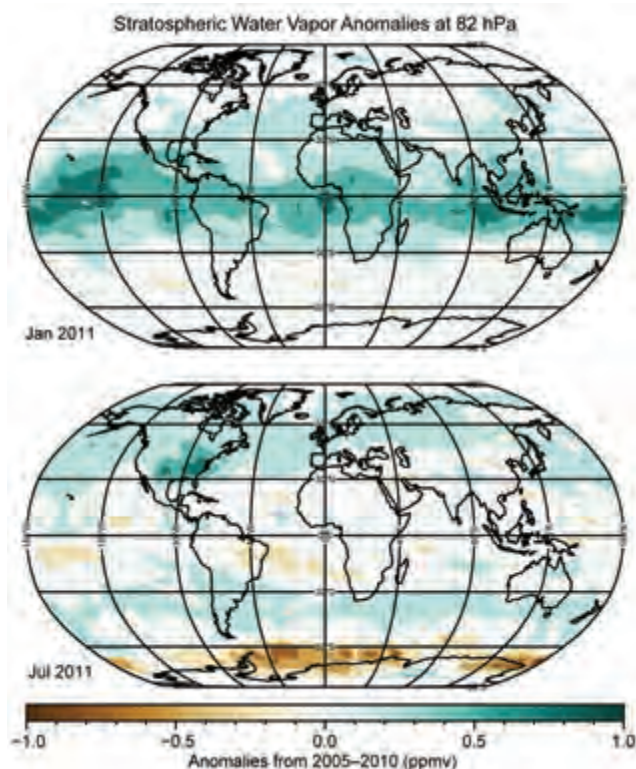 Stratospheric Water Vapor Anomalies at 82 hPa
Jan 2011
Jul 2011
−1.0 −0.5 0.0 0.5 1.0
Anomalies from 2005–2010 (ppmv)